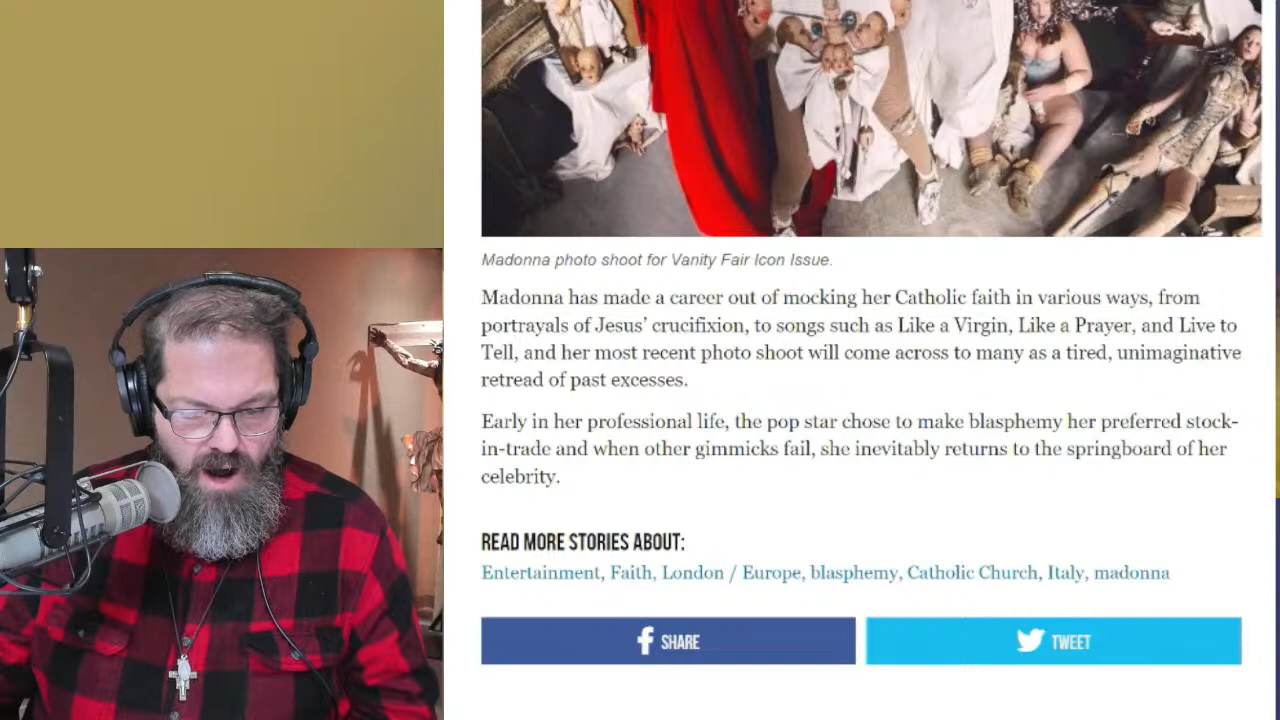 Madonna photo shoot for Vanity Fair Icon Issue.
Madonna has made a career out of mocking her Catholic faith in various ways, from
portrayals of Jesus’ crucifixion, to songs such as Like a Virgin, Like a Prayer, and Live to
Tell, and her most recent photo shoot will come across to many as a tired, unimaginative
retread of past excesses.
Early in her professional life, the pop star chose to make blasphemy her preferred stock-
in-trade and when other gimmicks fail, she inevitably returns to the springboard of her
celebrity.
READ MORE STORIES ABOUT:
Entertainment, Faith, London / Europe, blasphemy, Catholic Church, Italy, madonna
SHARE
TWEET